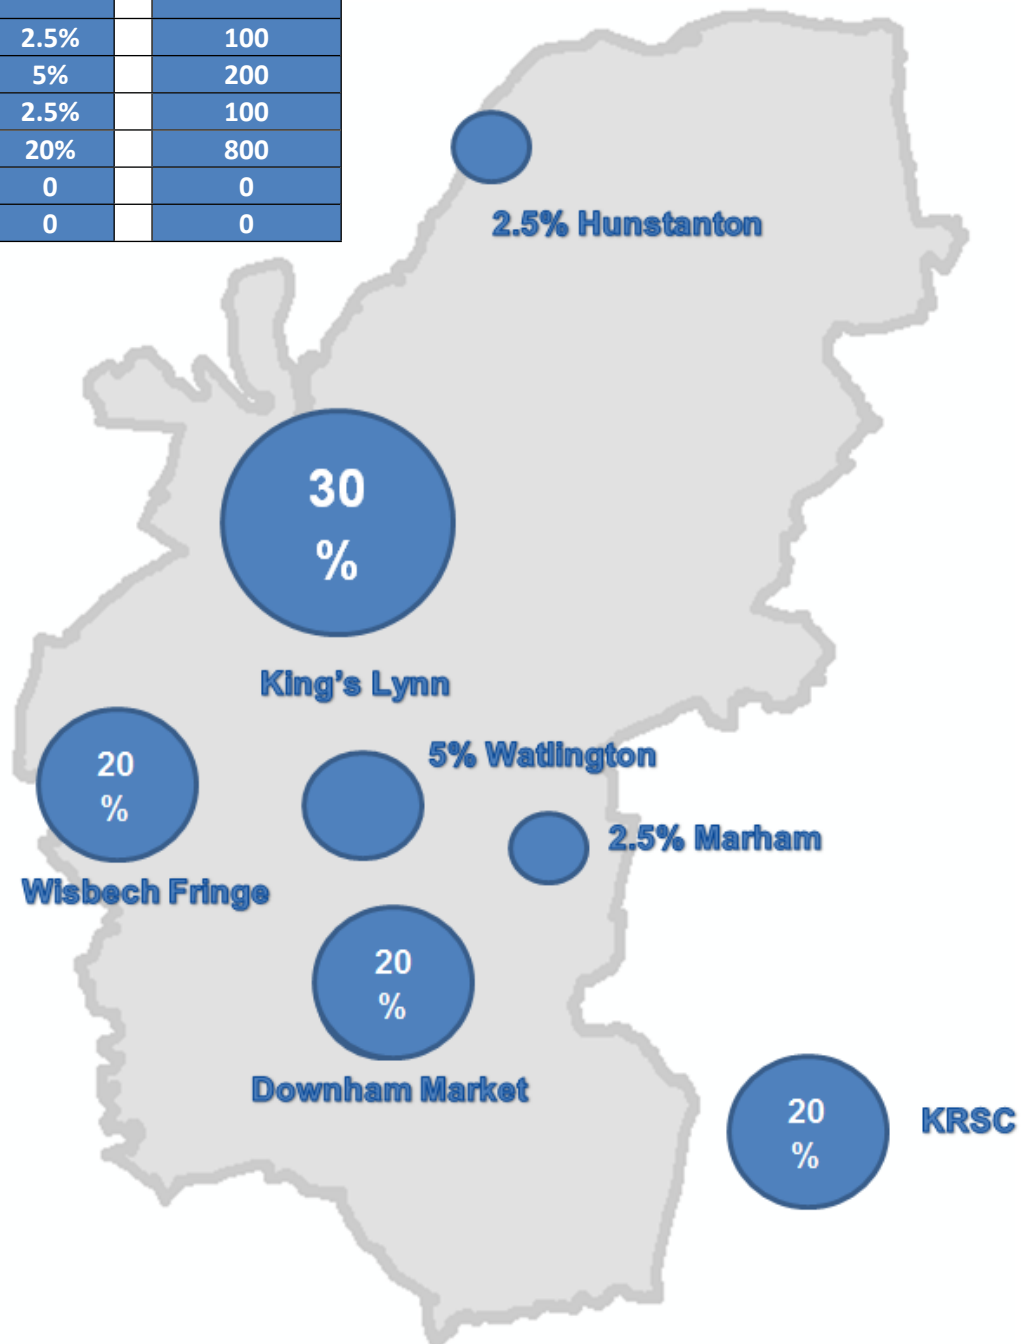 2.5% 100
5% 200
2.5% 100
20% 800
0 0
0 0
2.5% Hunstanton
30
%
King's Lynn
5% Watlington
20
%
2.5% Marham
Wisbech Fringe
20
%
Downham Market
20
%
KRSC